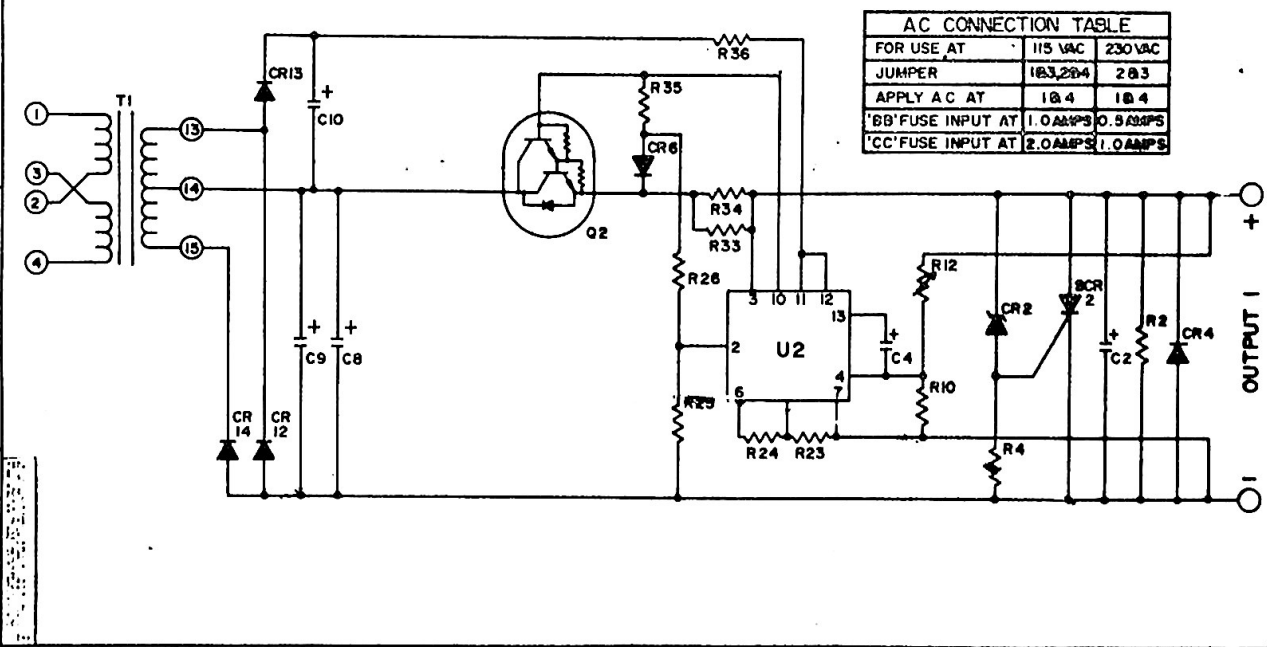 AC CONNECTION TABLE
FOR USE AT 115 VAC 230 VAC
JUMPER 1&3,2&4 2&3
APPLY AC AT 1&4 1&4
'BB' FUSE INPUT AT 1.0 AMPS 0.5 AMPS
'CC' FUSE INPUT AT 2.0 AMPS 1.0 AMPS
R36
CR13
+
C10
R35
T1
1
13
CR6
3
14
2
R34
+
Q2
R33
15
4
R26
R12
3 10 11 12
SCR
2
CR2
13
+
C9
+
C8
2
U2
+
C4
+
C2
R2
CR4
OUTPUT 1
4
R10
6
7
R25
CR
14
CR
12
R24
R23
R4
-